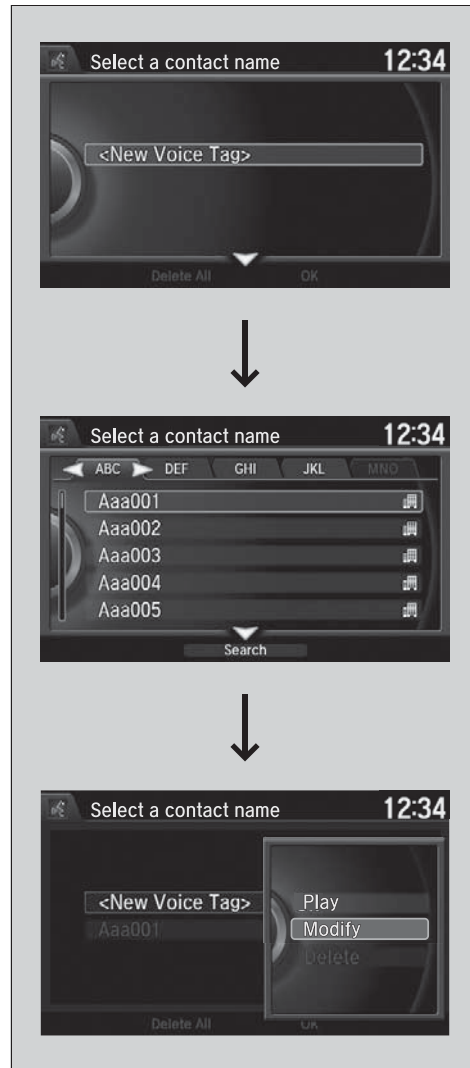 Select a contact name 12:34
<New Voice Tag>
Delete All OK
Select a contact name 12:34
ABC DEF GHI JKL MNO
Aaa001
Aaa002
Aaa003
Aaa004
Aaa005
Search
Select a contact name 12:34
<New Voice Tag> Play
Aaa001 Modify
Delete
Delete All OK